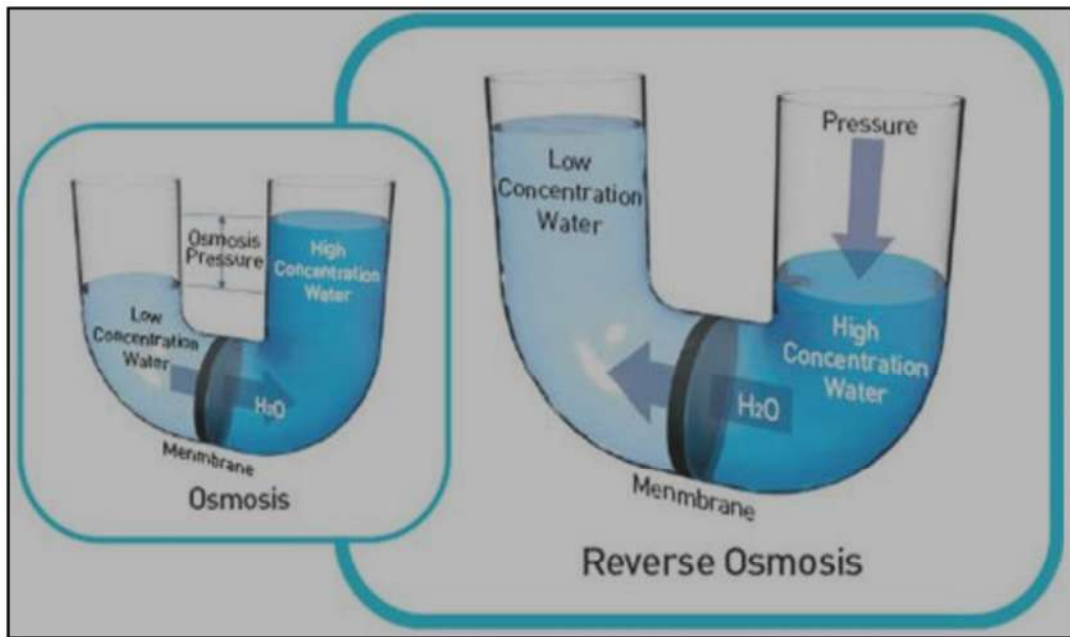 Osmosis
Pressure
High
Concentration
Water
Low
Concentration
Water
H₂O
Menmbrane
Osmosis
Low
Concentration
Water
Pressure
High
Concentration
Water
H₂O
Menmbrane
Reverse Osmosis